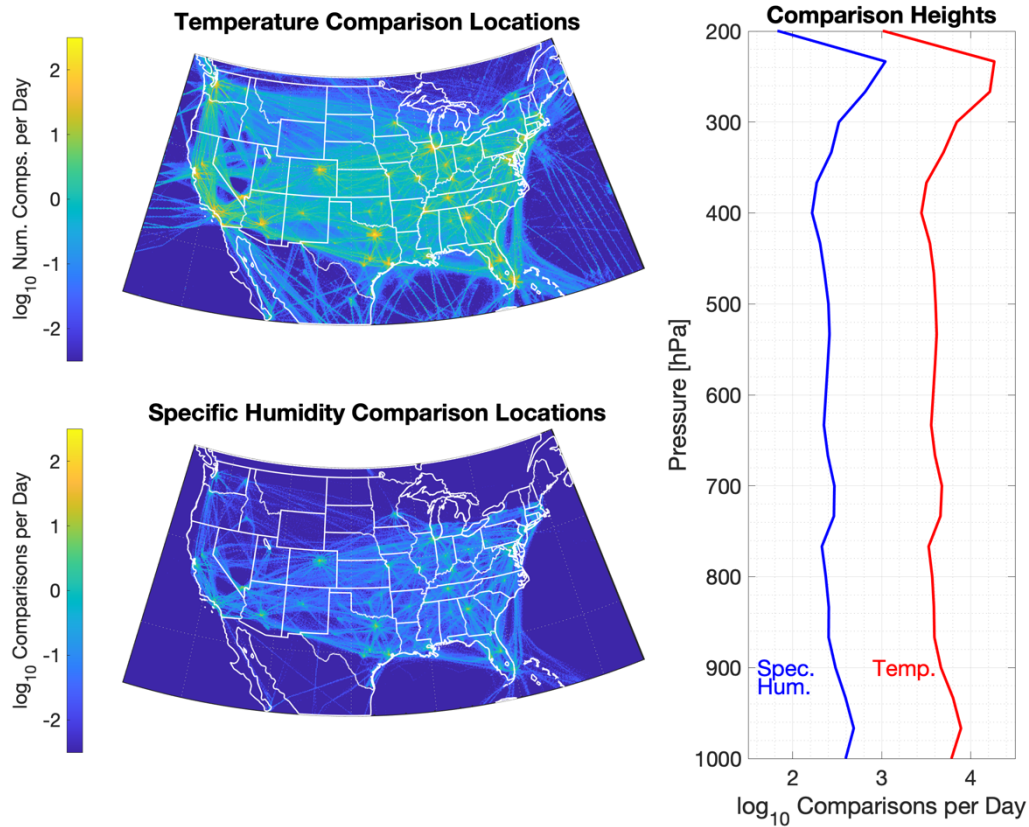 Temperature Comparison Locations
log10 Num. Comps. per Day
2
1
0
-1
-2
Specific Humidity Comparison Locations
log10 Comparisons per Day
2
1
0
-1
-2
Comparison Heights
Pressure [hPa]
200
300
400
500
600
700
800
900
1000
Spec.
Hum.
Temp.
2 3 4
log10 Comparisons per Day